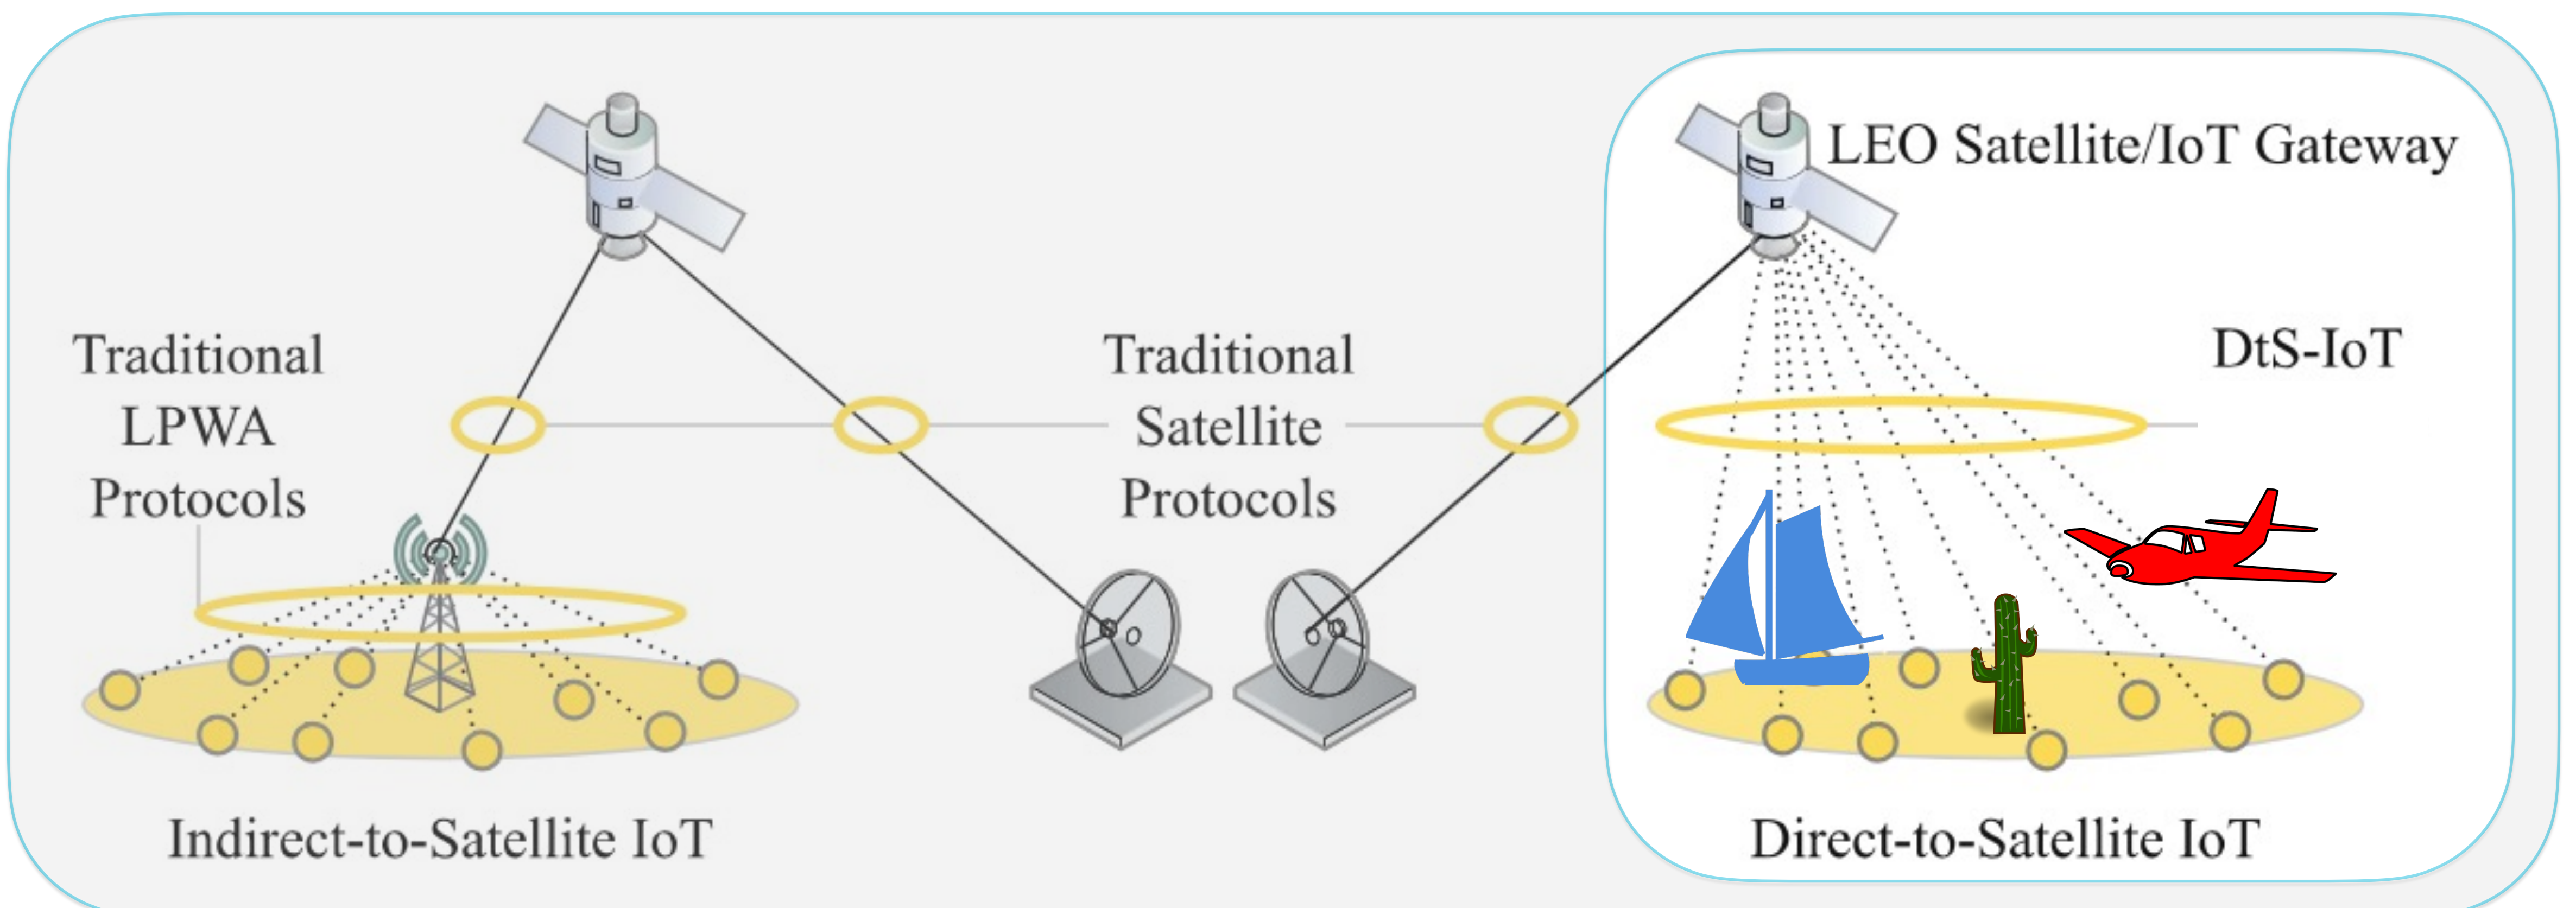 LEO Satellite/IoT Gateway
Traditional
LPWA
Protocols
Traditional
Satellite
Protocols
DtS-IoT
Indirect-to-Satellite IoT
Direct-to-Satellite IoT